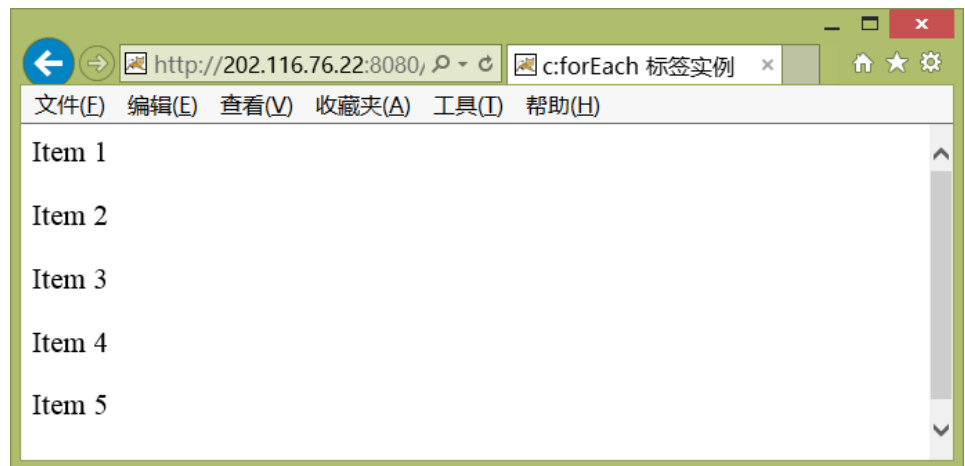 http://202.116.76.22:8080/
c:forEach 标签实例
文件(F) 编辑(E) 查看(V) 收藏夹(A) 工具(T) 帮助(H)
Item 1
Item 2
Item 3
Item 4
Item 5